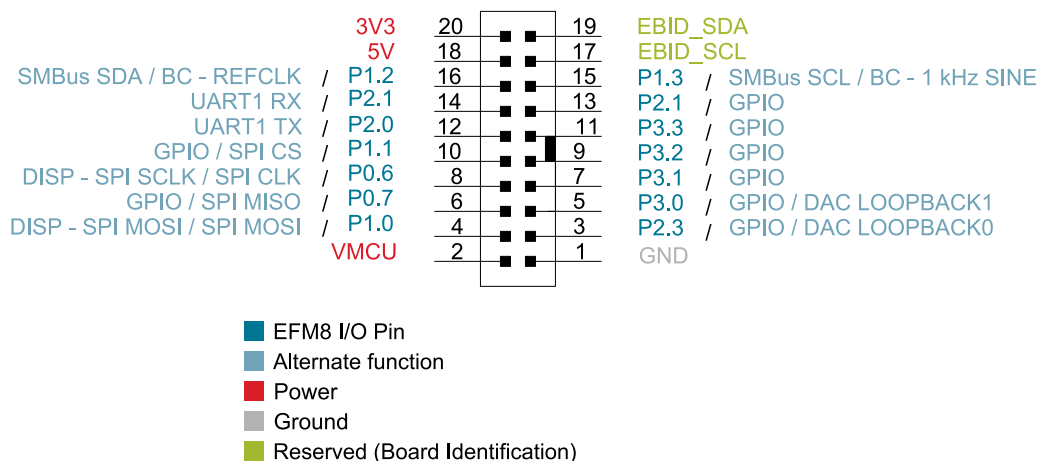 3V3 20 19 EBID_SDA
5V 18 17 EBID_SCL
SMBus SDA / BC - REFCLK / P1.2 16 15 P1.3 / SMBus SCL / BC - 1 kHz SINE
UART1 RX / P2.1 14 13 P2.1 / GPIO
UART1 TX / P2.0 12 11 P3.3 / GPIO
GPIO / SPI CS / P1.1 10 9 P3.2 / GPIO
DISP - SPI SCLK / SPI CLK / P0.6 8 7 P3.1 / GPIO
GPIO / SPI MISO / P0.7 6 5 P3.0 / GPIO / DAC LOOPBACK1
DISP - SPI MOSI / SPI MOSI / P1.0 4 3 P2.3 / GPIO / DAC LOOPBACK0
VMCU 2 1 GND
EFM8 I/O Pin
Alternate function
Power
Ground
Reserved (Board Identification)